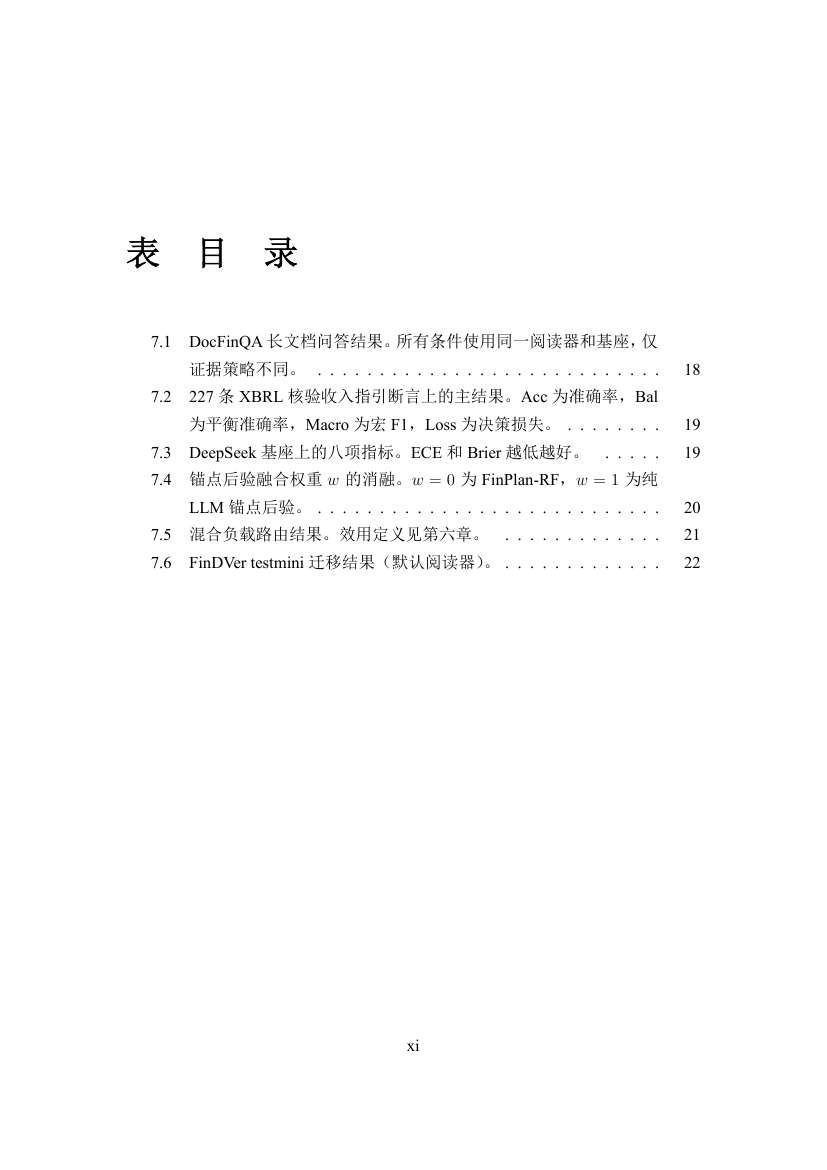 表 目 录
7.1 DocFinQA 长文档问答结果。所有条件使用同一阅读器和基座，仅
证据策略不同。 . . . . . . . . . . . . . . . . . . . . . . . . . . . . 18
7.2 227 条 XBRL 核验收入指引断言上的主结果。Acc 为准确率，Bal
为平衡准确率，Macro 为宏 F1，Loss 为决策损失。 . . . . . . . . 19
7.3 DeepSeek 基座上的八项指标。ECE 和 Brier 越低越好。 . . . . . 19
7.4 锚点后验融合权重 w 的消融。w = 0 为 FinPlan-RF，w = 1 为纯
LLM 锚点后验。 . . . . . . . . . . . . . . . . . . . . . . . . . . . . 20
7.5 混合负载路由结果。效用定义见第六章。 . . . . . . . . . . . . . 21
7.6 FinDVer testmini 迁移结果（默认阅读器）。 . . . . . . . . . . . . . 22
xi